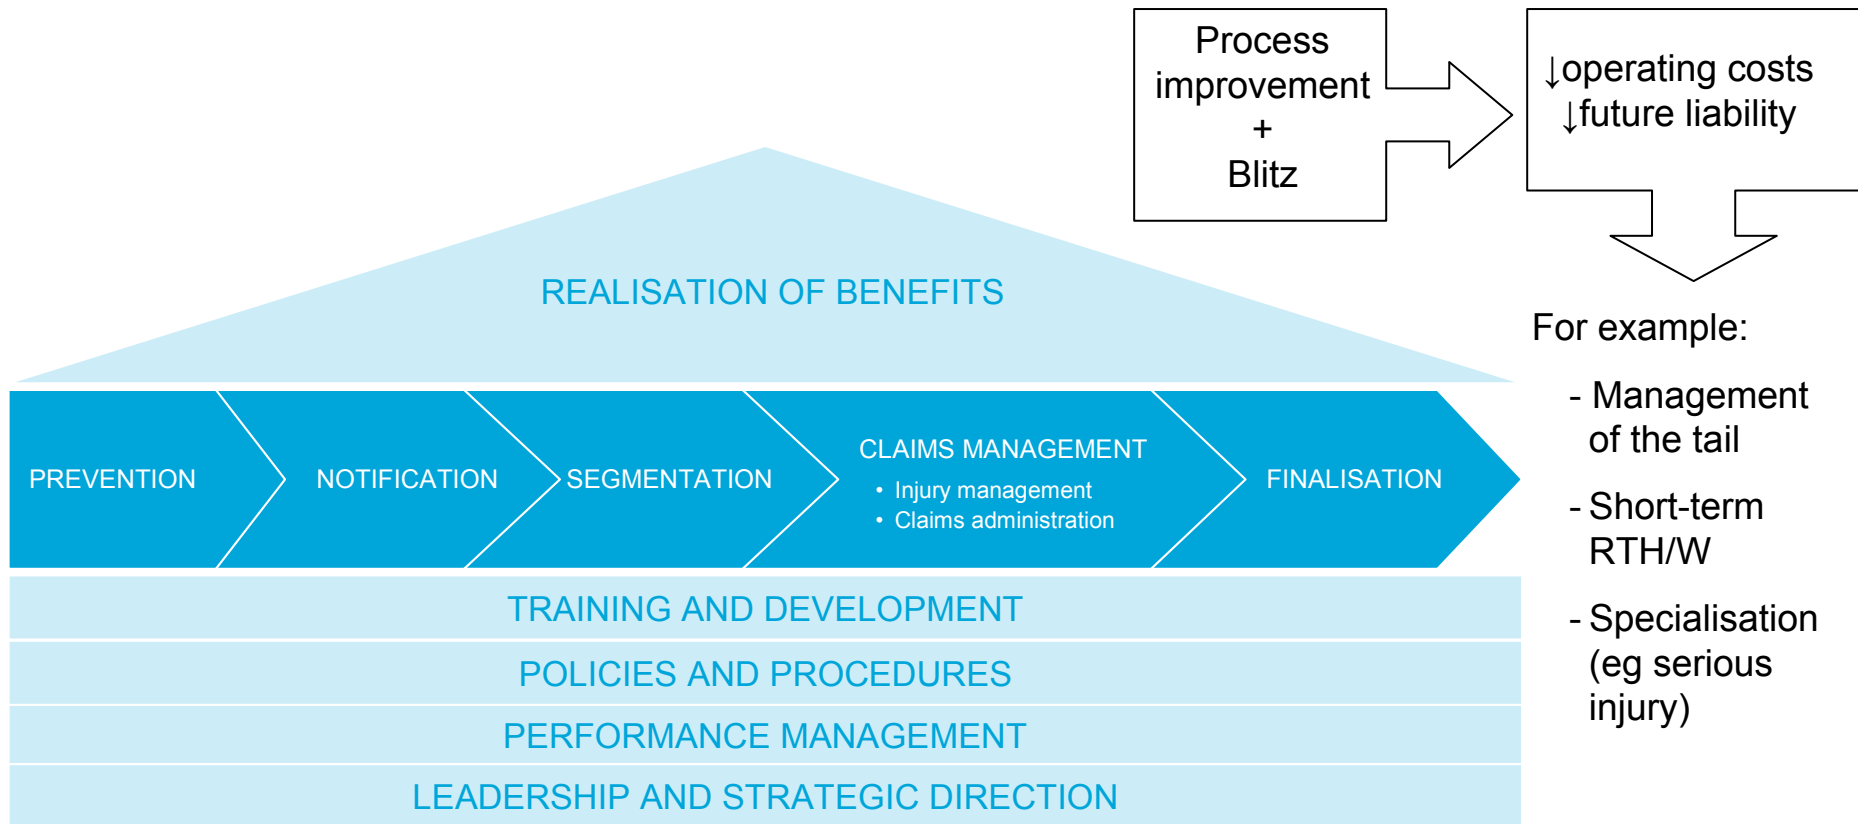 Process
improvement
+
Blitz
↓operating costs
↓future liability
REALISATION OF BENEFITS
For example:
- Management
of the tail
- Short-term
RTH/W
- Specialisation
(eg serious
injury)
PREVENTION
NOTIFICATION
SEGMENTATION
CLAIMS MANAGEMENT
• Injury management
• Claims administration
FINALISATION
TRAINING AND DEVELOPMENT
POLICIES AND PROCEDURES
PERFORMANCE MANAGEMENT
LEADERSHIP AND STRATEGIC DIRECTION